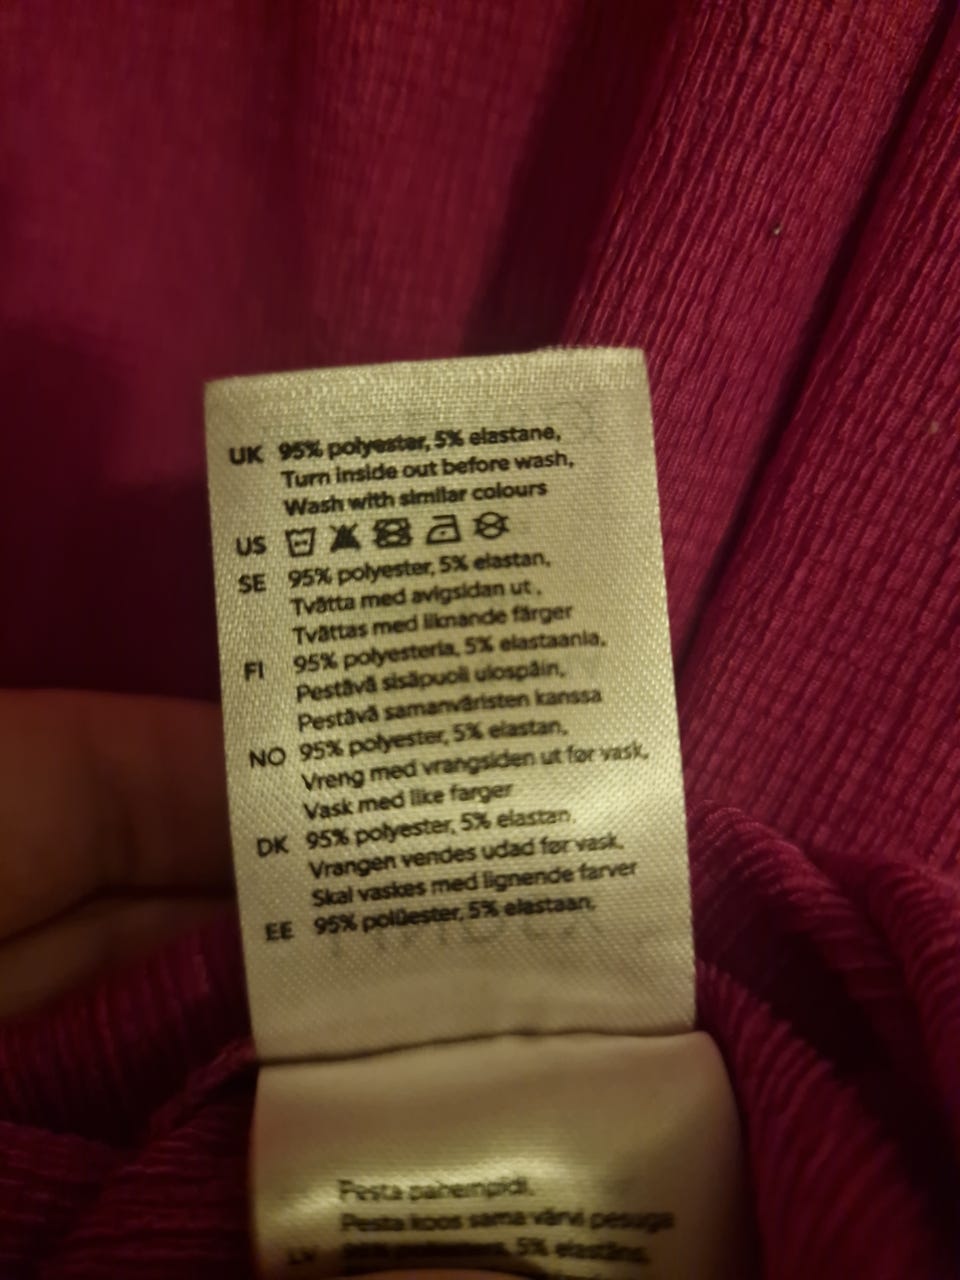 UK 95% polyester, 5% elastane,
Turn inside out before wash,
Wash with similar colours
US
SE 95% polyester, 5% elastan,
Tvätta med avigsidan ut ,
Tvättas med liknande färger
FI 95% polyesteria, 5% elastaania,
Pestävä sisäpuoli ulospäin,
Pestävä samanväristen kanssa
NO 95% polyester, 5% elastan,
Vreng med vrangsiden ut før vask,
Vask med like farger
DK 95% polyester, 5% elastan,
Vrangen vendes udad før vask,
Skal vaskes med lignende farver
EE 95% polüester, 5% elastaan,
Pesta pahempidi,
Pesta koos sama värvi pesuga
LV 5% elastāns,